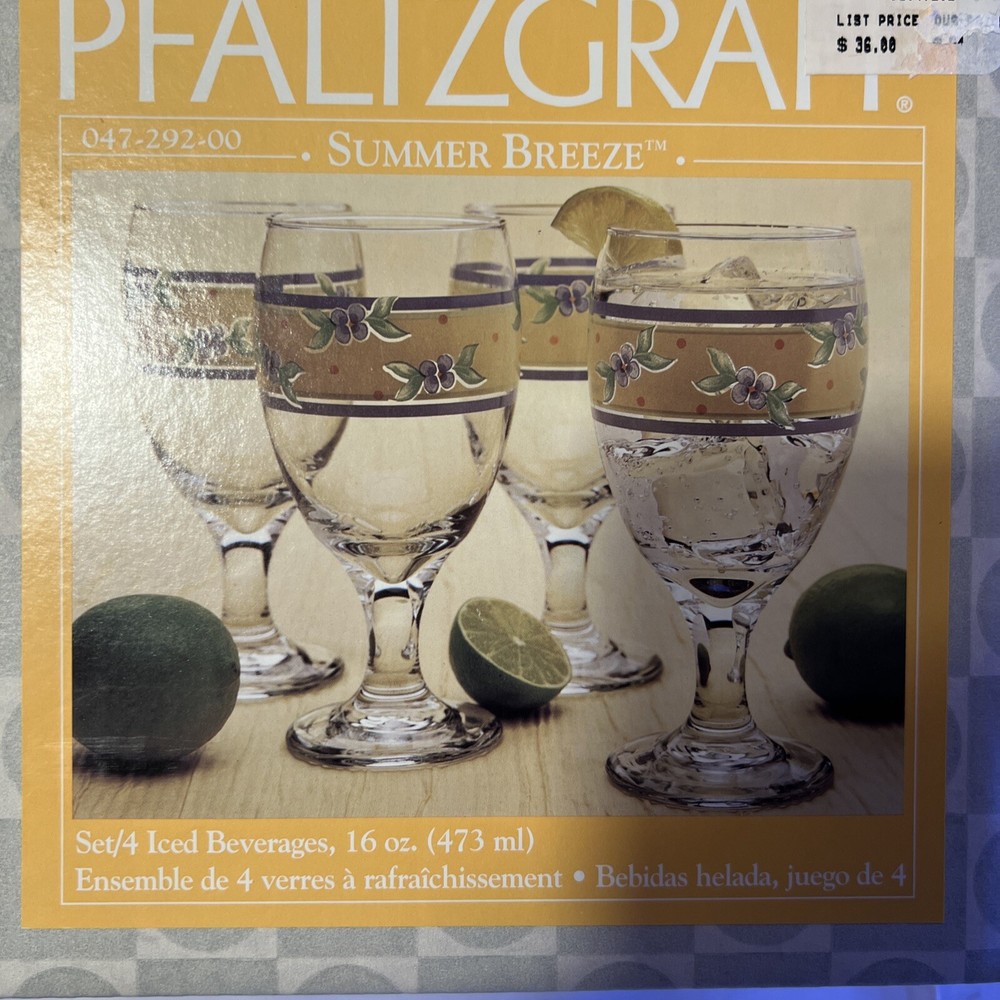 PFALTZGRAFF®
LIST PRICE OUR
$ 36.00
047-292-00
• SUMMER BREEZE™ •
Set/4 Iced Beverages, 16 oz. (473 ml)
Ensemble de 4 verres à rafraîchissement • Bebidas helada, juego de 4